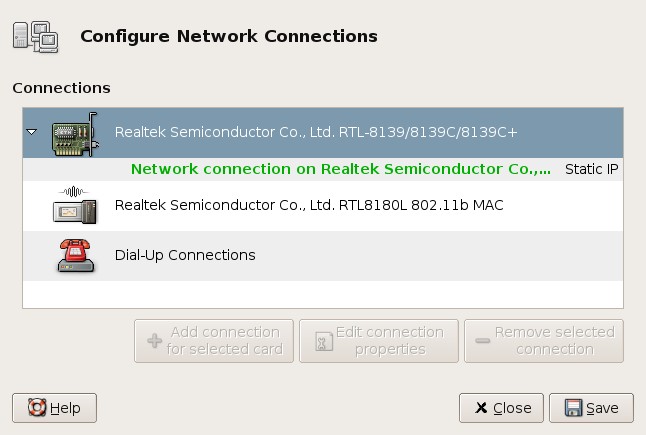 Configure Network Connections
Connections
Realtek Semiconductor Co., Ltd. RTL-8139/8139C/8139C+
Network connection on Realtek Semiconductor Co.,... Static IP
Realtek Semiconductor Co., Ltd. RTL8180L 802.11b MAC
Dial-Up Connections
Add connection
for selected card
Edit connection
properties
Remove selected
connection
Help
Close
Save